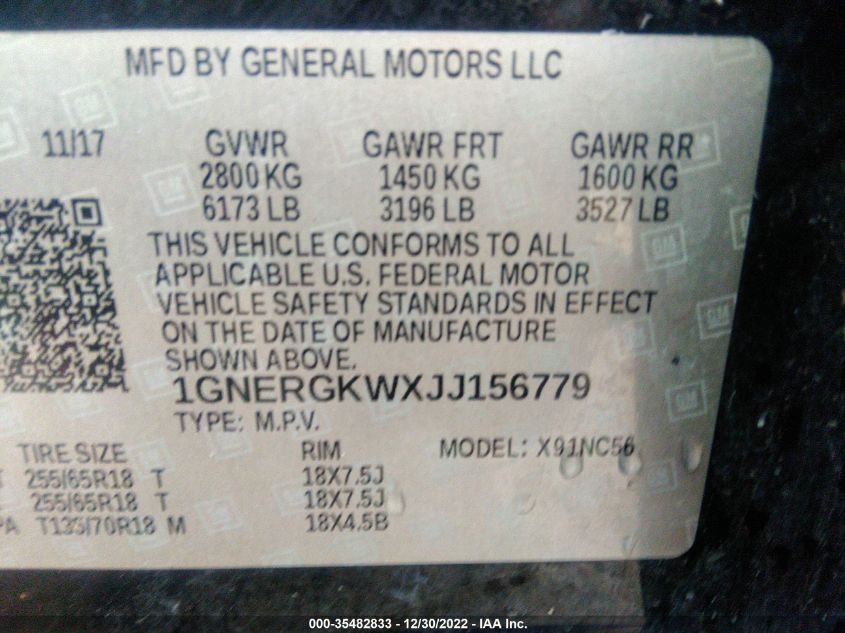 MFD BY GENERAL MOTORS LLC
11/17 GVWR GAWR FRT GAWR RR
2800 KG 1450 KG 1600 KG
6173 LB 3196 LB 3527 LB
THIS VEHICLE CONFORMS TO ALL
APPLICABLE U.S. FEDERAL MOTOR
VEHICLE SAFETY STANDARDS IN EFFECT
ON THE DATE OF MANUFACTURE
SHOWN ABOVE.
1GNERGKWXJJ156779
TYPE: M.P.V.
TIRE SIZE RIM MODEL: X91NC56
T 255/65R18 T 18X7.5J
255/65R18 T 18X7.5J
PA T135/70R18 M 18X4.5B
000-35482833 - 12/30/2022 - IAA Inc.